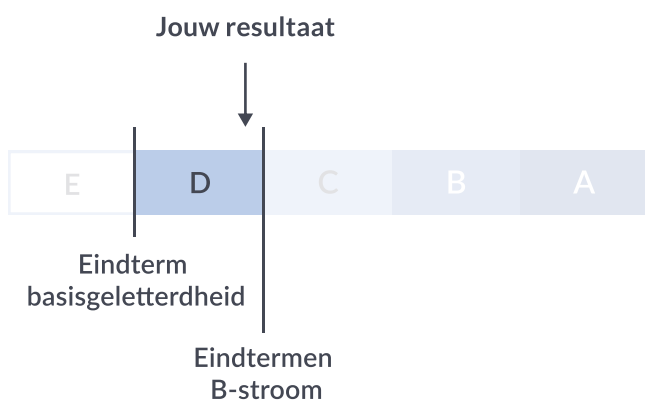 Jouw resultaat
E D C B A
Eindterm
basisgeletterdheid
Eindtermen
B-stroom